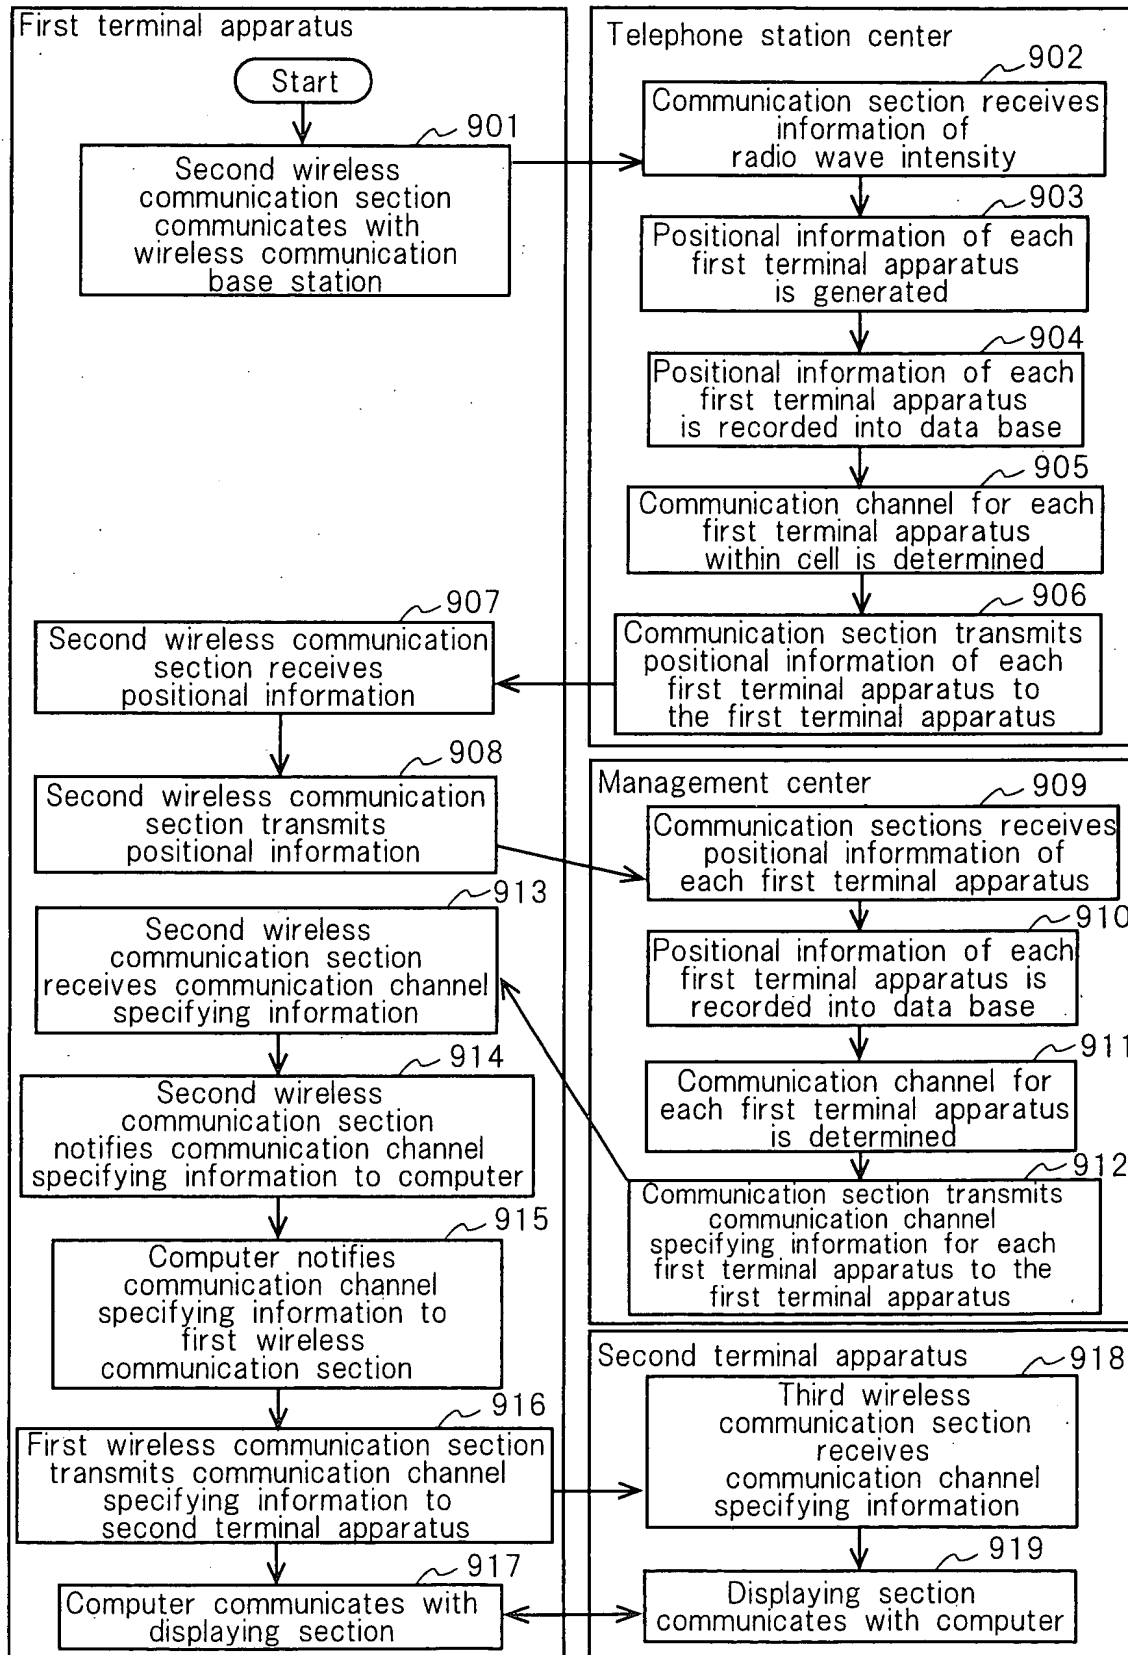 First terminal apparatus
Start
901
Second wireless
communication section
communicates with
wireless communication
base station
Telephone station center
902
Communication section receives
information of
radio wave intensity
903
Positional information of each
first terminal apparatus
is generated
904
Positional information of each
first terminal apparatus
is recorded into data base
905
Communication channel for each
first terminal apparatus
within cell is determined
906
Communication section transmits
positional information of each
first terminal apparatus to
the first terminal apparatus
907
Second wireless communication
section receives
positional information
908
Second wireless communication
section transmits
positional information
Management center
909
Communication sections receives
positional informmation of
each first terminal apparatus
910
Positional information of each
first terminal apparatus is
recorded into data base
911
Communication channel for
each first terminal apparatus
is determined
912
Communication section transmits
communication channel
specifying information for each
first terminal apparatus to the
first terminal apparatus
913
Second wireless
communication section
receives communication channel
specifying information
914
Second wireless
communication section
notifies communication channel
specifying information to computer
915
Computer notifies
communication channel
specifying information to
first wireless
communication section
916
First wireless communication section
transmits communication channel
specifying information to
second terminal apparatus
917
Computer communicates with
displaying section
Second terminal apparatus
918
Third wireless
communication section
receives
communication channel
specifying information
919
Displaying section
communicates with computer